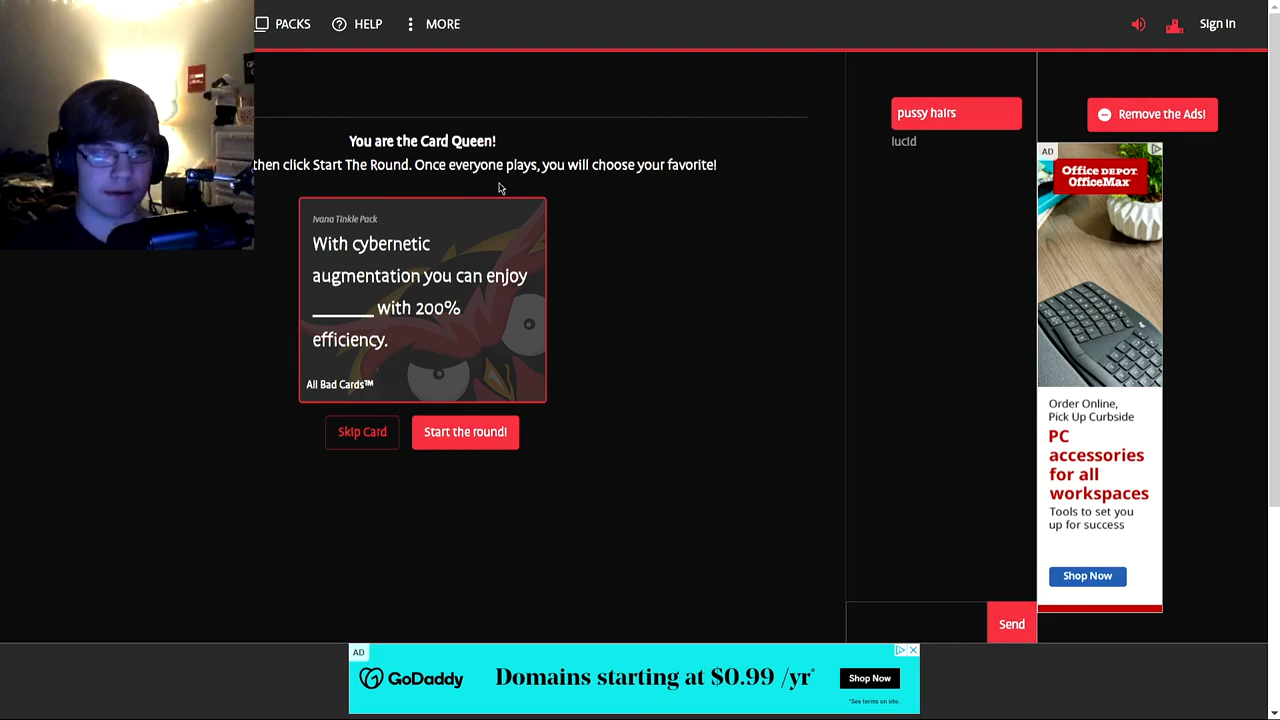 PACKS
HELP
MORE
Sign In
You are the Card Queen!
then click Start The Round. Once everyone plays, you will choose your favorite!
Ivana Tinkle Pack
With cybernetic
augmentation you can enjoy
_______ with 200%
efficiency.
All Bad Cards™
Skip Card
Start the round!
pussy hairs
lucid
Send
Remove the Ads!
AD
Office DEPOT
OfficeMax
Order Online,
Pick Up Curbside
PC
accessories
for all
workspaces
Tools to set you
up for success
Shop Now
AD
GoDaddy
Domains starting at $0.99 /yr*
Shop Now
*See terms on site.